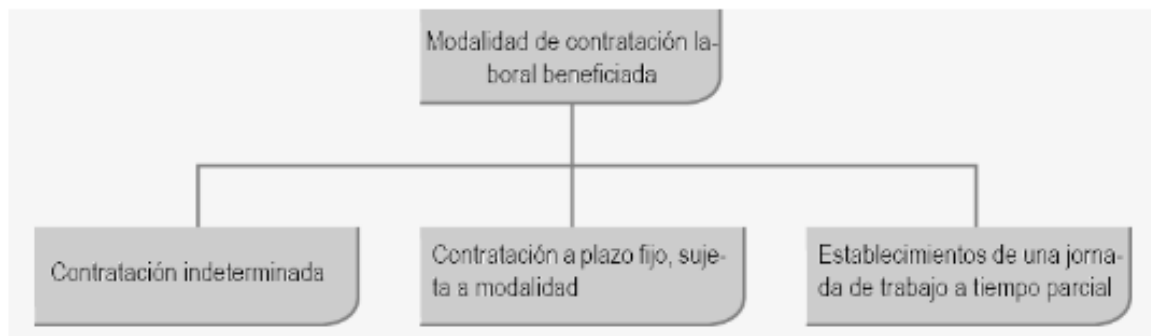 Modalidad de contratación la-
boral beneficiada
Contratación indeterminada
Contratación a plazo fijo, suje-
ta a modalidad
Establecimientos de una jorna-
da de trabajo a tiempo parcial